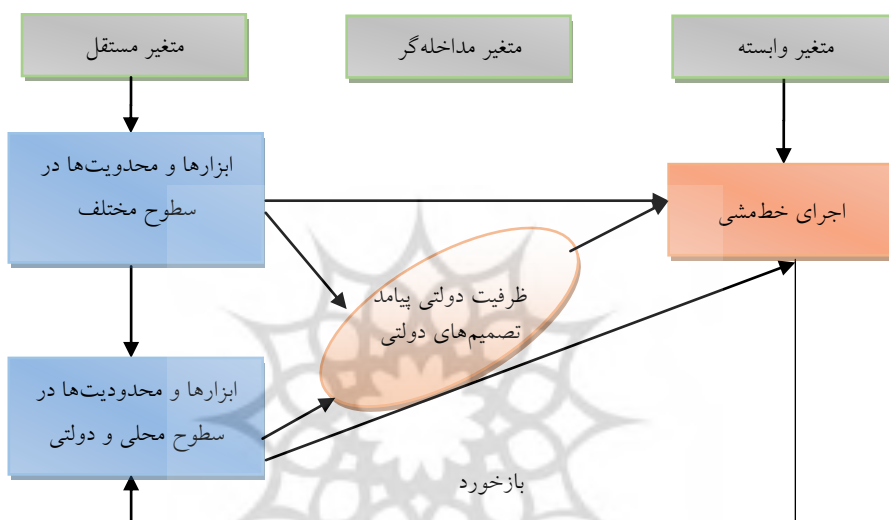 متغیر وابسته
متغیر مداخله‌گر
متغیر مستقل
اجرای خط‌مشی
ظرفیت دولتی پیامد
تصمیم‌های دولتی
ابزارها و محدویت‌ها در
سطوح مختلف
ابزارها و محدودیت‌ها در
سطوح محلی و دولتی
بازخورد